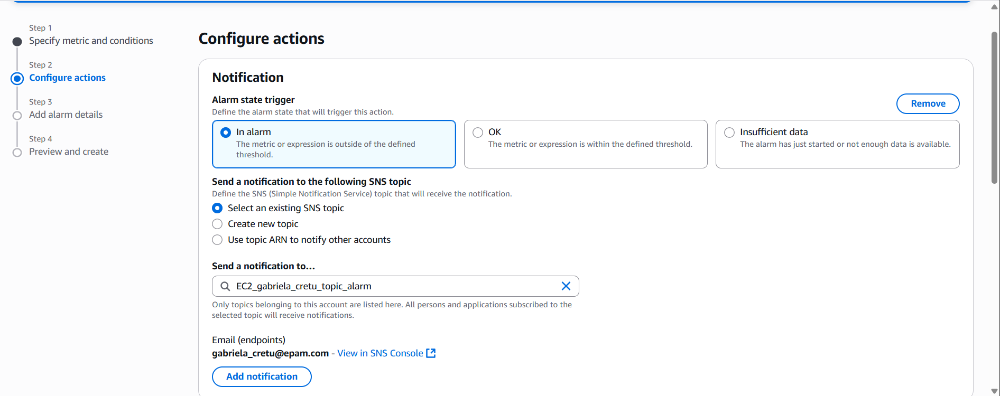 Step 1
Specify metric and conditions
Step 2
Configure actions
Step 3
Add alarm details
Step 4
Preview and create
Configure actions
Notification
Alarm state trigger
Define the alarm state that will trigger this action.
Remove
In alarm
The metric or expression is outside of the defined
threshold.
OK
The metric or expression is within the defined threshold.
Insufficient data
The alarm has just started or not enough data is available.
Send a notification to the following SNS topic
Define the SNS (Simple Notification Service) topic that will receive the notification.
Select an existing SNS topic
Create new topic
Use topic ARN to notify other accounts
Send a notification to…
EC2_gabriela_cretu_topic_alarm
Only topics belonging to this account are listed here. All persons and applications subscribed to the
selected topic will receive notifications.
Email (endpoints)
gabriela_cretu@epam.com - View in SNS Console
Add notification